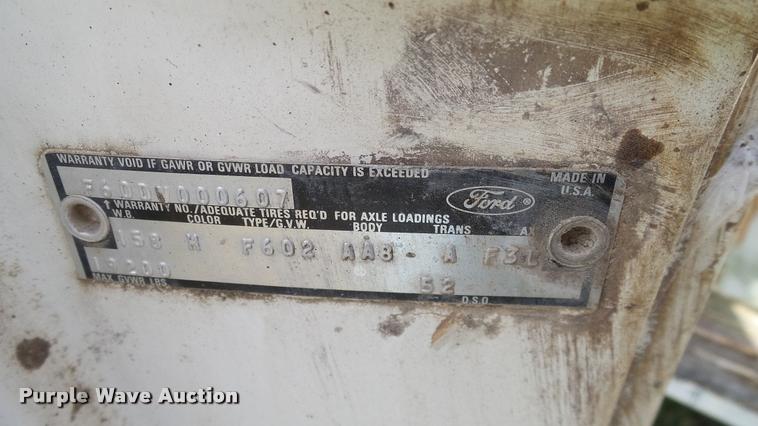 WARRANTY VOID IF GAWR OR GVWR LOAD CAPACITY IS EXCEEDED
MADE IN
U.S.A.
F60DV000607
Ford ®
↑ WARRANTY NO./ADEQUATE TIRES REQ'D FOR AXLE LOADINGS
W.B. COLOR TYPE/G.V.W. BODY TRANS
158 M F602 AA8 A F3L
52
MAX GVWR LBS. D.S.O.
Purple Wave Auction